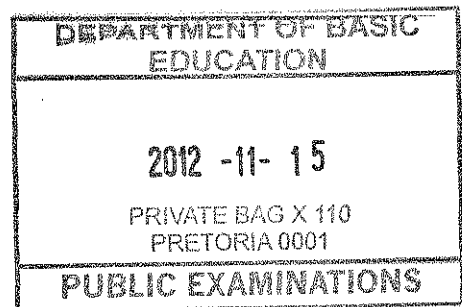 DEPARTMENT OF BASIC
EDUCATION
2012 -11- 15
PRIVATE BAG X 110
PRETORIA 0001
PUBLIC EXAMINATIONS